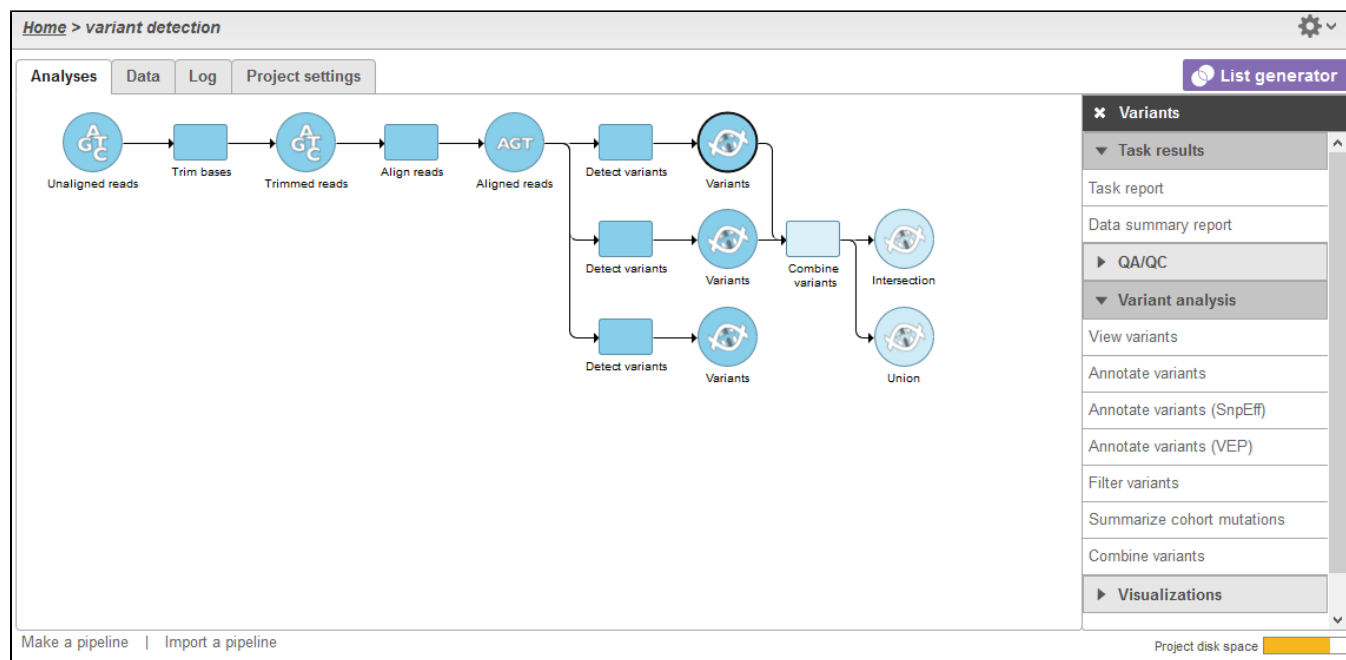 Home > variant detection
Analyses
Data
Log
Project settings
List generator
A
GTC
Unaligned reads
Trim bases
A
GTC
Trimmed reads
Align reads
AGT
Aligned reads
Detect variants
Variants
Detect variants
Variants
Combine
variants
Intersection
Detect variants
Variants
Union
× Variants
Task results
Task report
Data summary report
QA/QC
Variant analysis
View variants
Annotate variants
Annotate variants (SnpEff)
Annotate variants (VEP)
Filter variants
Summarize cohort mutations
Combine variants
Visualizations
Make a pipeline | Import a pipeline
Project disk space